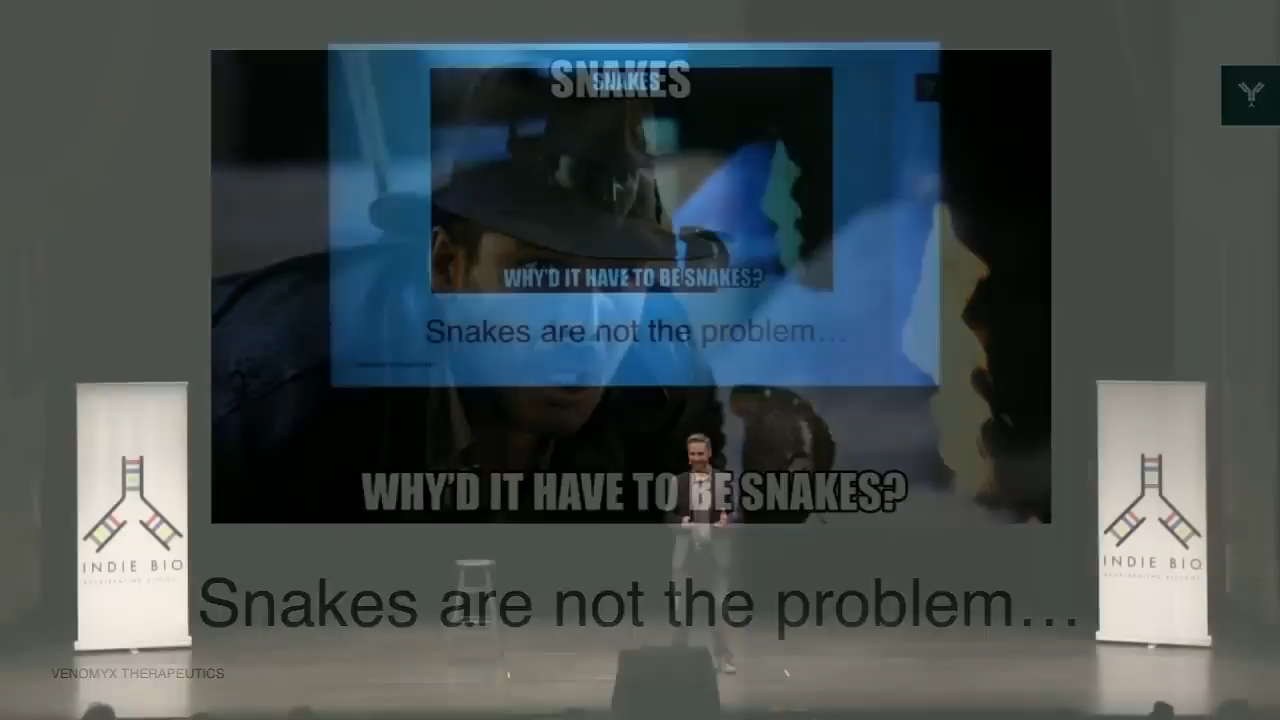 SNAKES
SNAKES
WHY'D IT HAVE TO BE SNAKES?
Snakes are not the problem...
WHY'D IT HAVE TO BE SNAKES?
INDIE BIO
INDIE BIO
Snakes are not the problem...
VENOMYX THERAPEUTICS